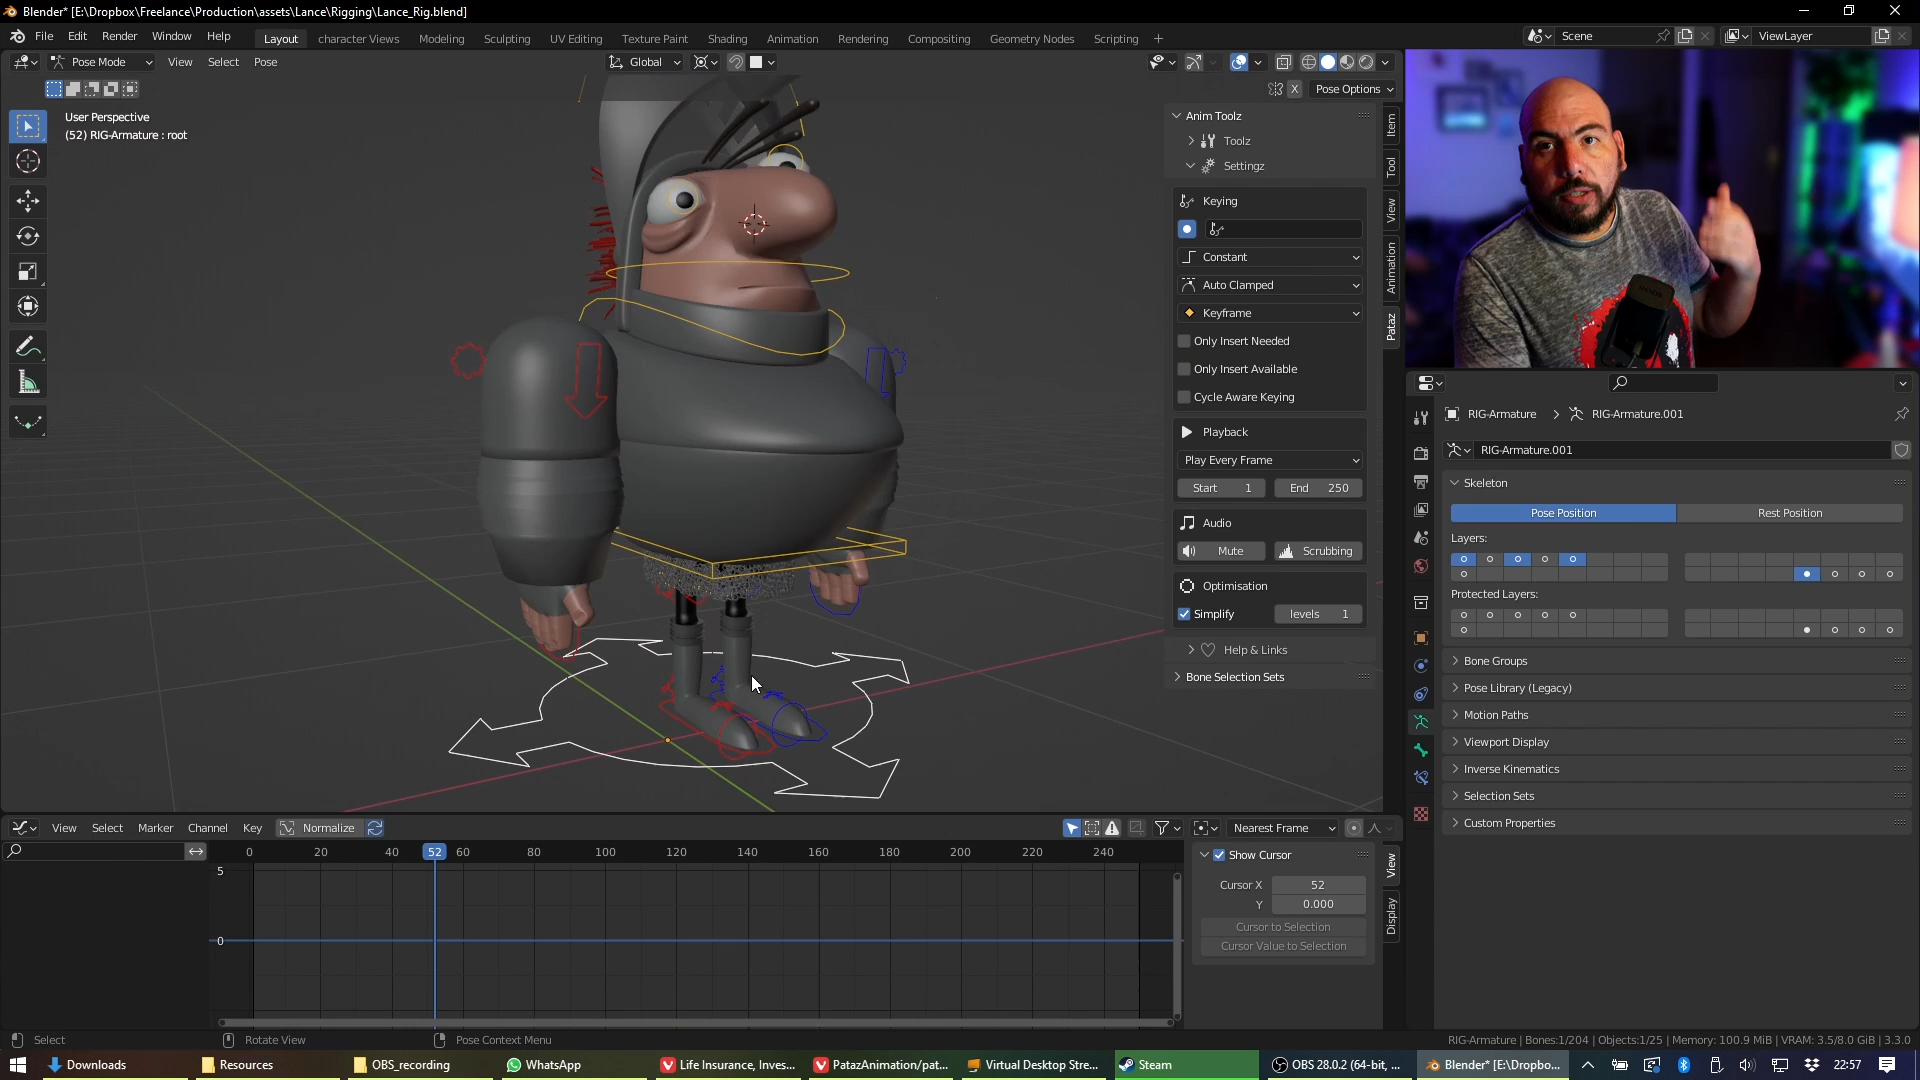 Blender* [E:\Dropbox\Freelance\Production\assets\Lance\Rigging\Lance_Rig.blend]
File Edit Render Window Help Layout character Views Modeling Sculpting UV Editing Texture Paint Shading Animation Rendering Compositing Geometry Nodes Scripting + Scene ViewLayer
Pose Mode View Select Pose Global
X Pose Options
User Perspective
(52) RIG-Armature : root
Anim Toolz
Toolz
Settingz
Keying
Constant
Auto Clamped
Keyframe
Only Insert Needed
Only Insert Available
Cycle Aware Keying
Playback
Play Every Frame
Start 1 End 250
Audio
Mute Scrubbing
Optimisation
Simplify levels 1
Help & Links
Bone Selection Sets
Item
Tool
View
Animation
Pataz
RIG-Armature RIG-Armature.001
RIG-Armature.001
Skeleton
Pose Position Rest Position
Layers:
Protected Layers:
Bone Groups
Pose Library (Legacy)
Motion Paths
Viewport Display
Inverse Kinematics
Selection Sets
Custom Properties
View Select Marker Channel Key Normalize Nearest Frame
0 20 40 52 60 80 100 120 140 160 180 200 220 240
5
0
Show Cursor
Cursor X 52
Y 0.000
Cursor to Selection
Cursor Value to Selection
View
Display
Select Rotate View Pose Context Menu RIG-Armature | Bones:1/204 | Objects:1/25 | Memory: 100.9 MiB | VRAM: 3.5/8.0 GiB | 3.3.0
Downloads Resources OBS_recording WhatsApp Life Insurance, Inves... PatazAnimation/pat... Virtual Desktop Stre... Steam OBS 28.0.2 (64-bit, ... Blender* [E:\Dropbo... 22:57